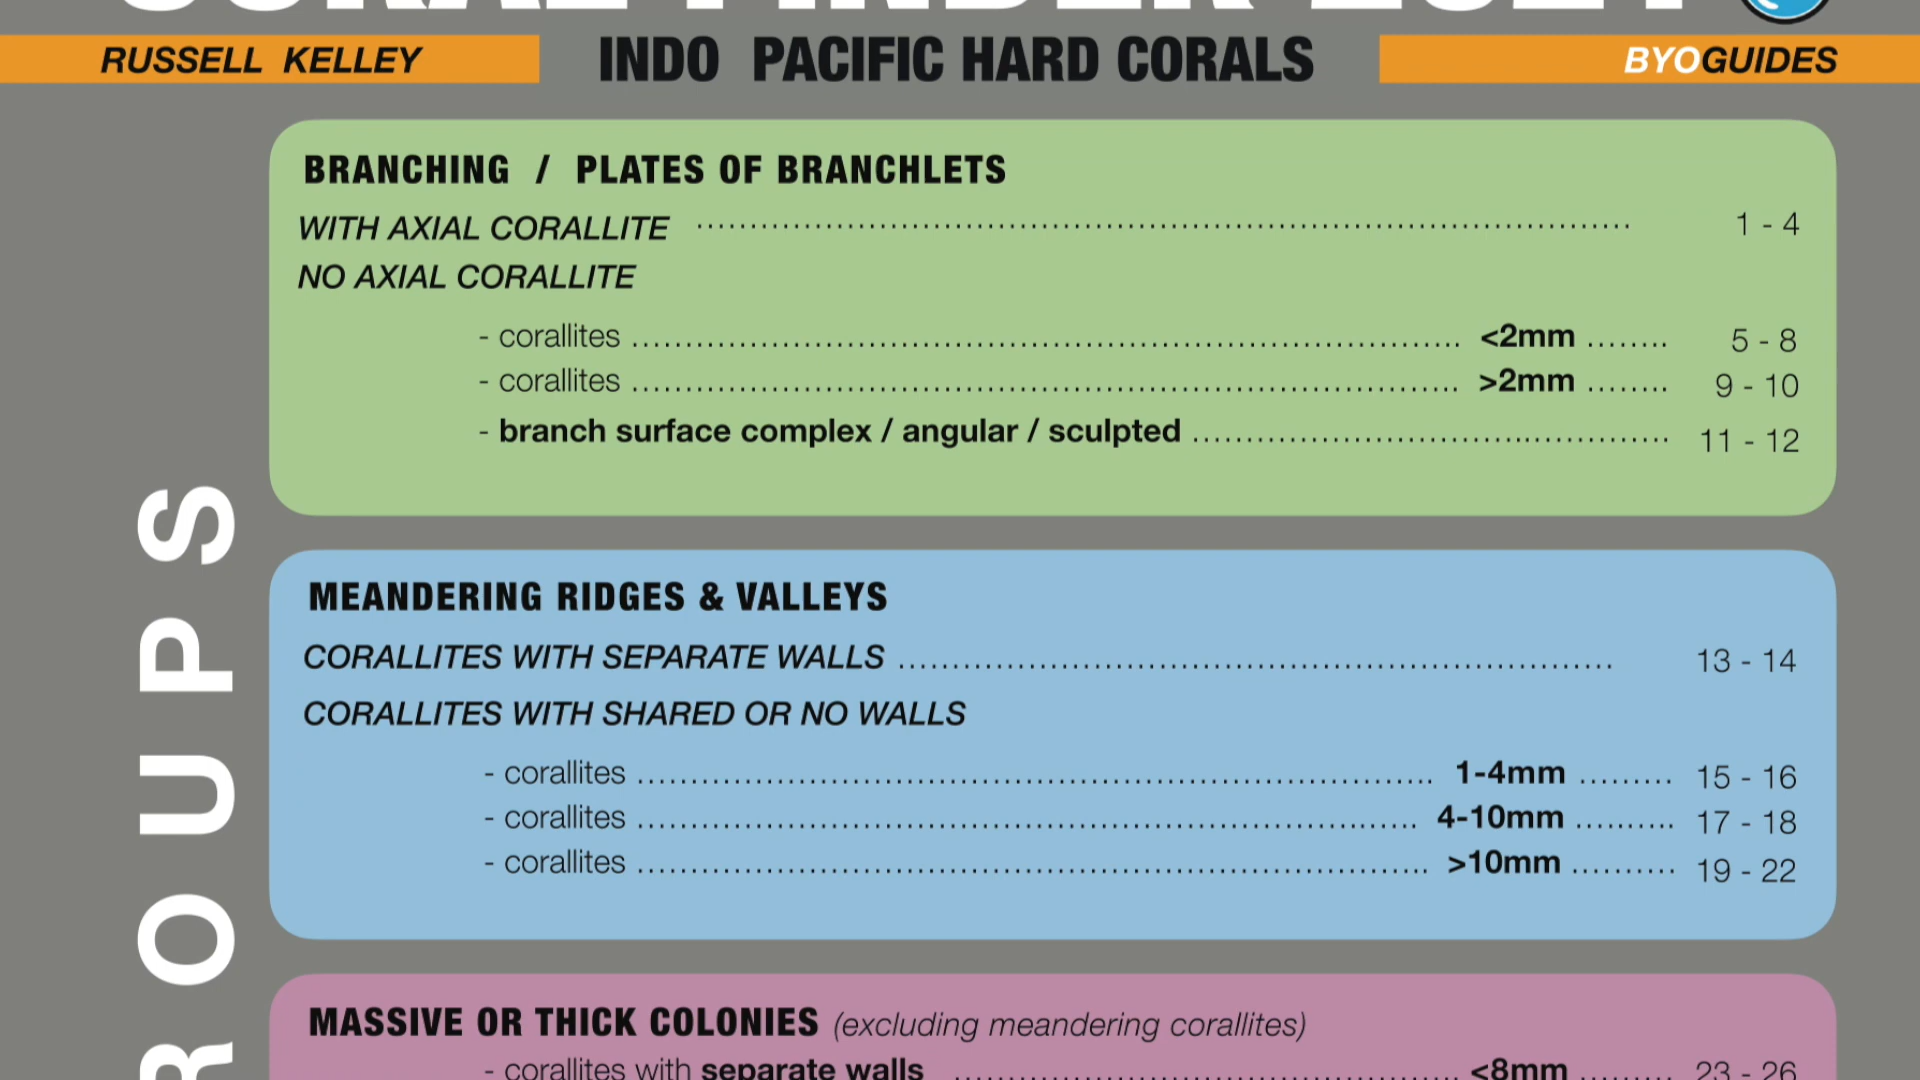 CORAL FINDER 2021
RUSSELL KELLEY
INDO PACIFIC HARD CORALS
BYOGUIDES
BRANCHING / PLATES OF BRANCHLETS
WITH AXIAL CORALLITE 1 - 4
NO AXIAL CORALLITE
- corallites <2mm 5 - 8
- corallites >2mm 9 - 10
- branch surface complex / angular / sculpted 11 - 12
MEANDERING RIDGES & VALLEYS
CORALLITES WITH SEPARATE WALLS 13 - 14
CORALLITES WITH SHARED OR NO WALLS
- corallites 1-4mm 15 - 16
- corallites 4-10mm 17 - 18
- corallites >10mm 19 - 22
MASSIVE OR THICK COLONIES (excluding meandering corallites)
- corallites with separate walls <8mm 23 - 26
ROUPS